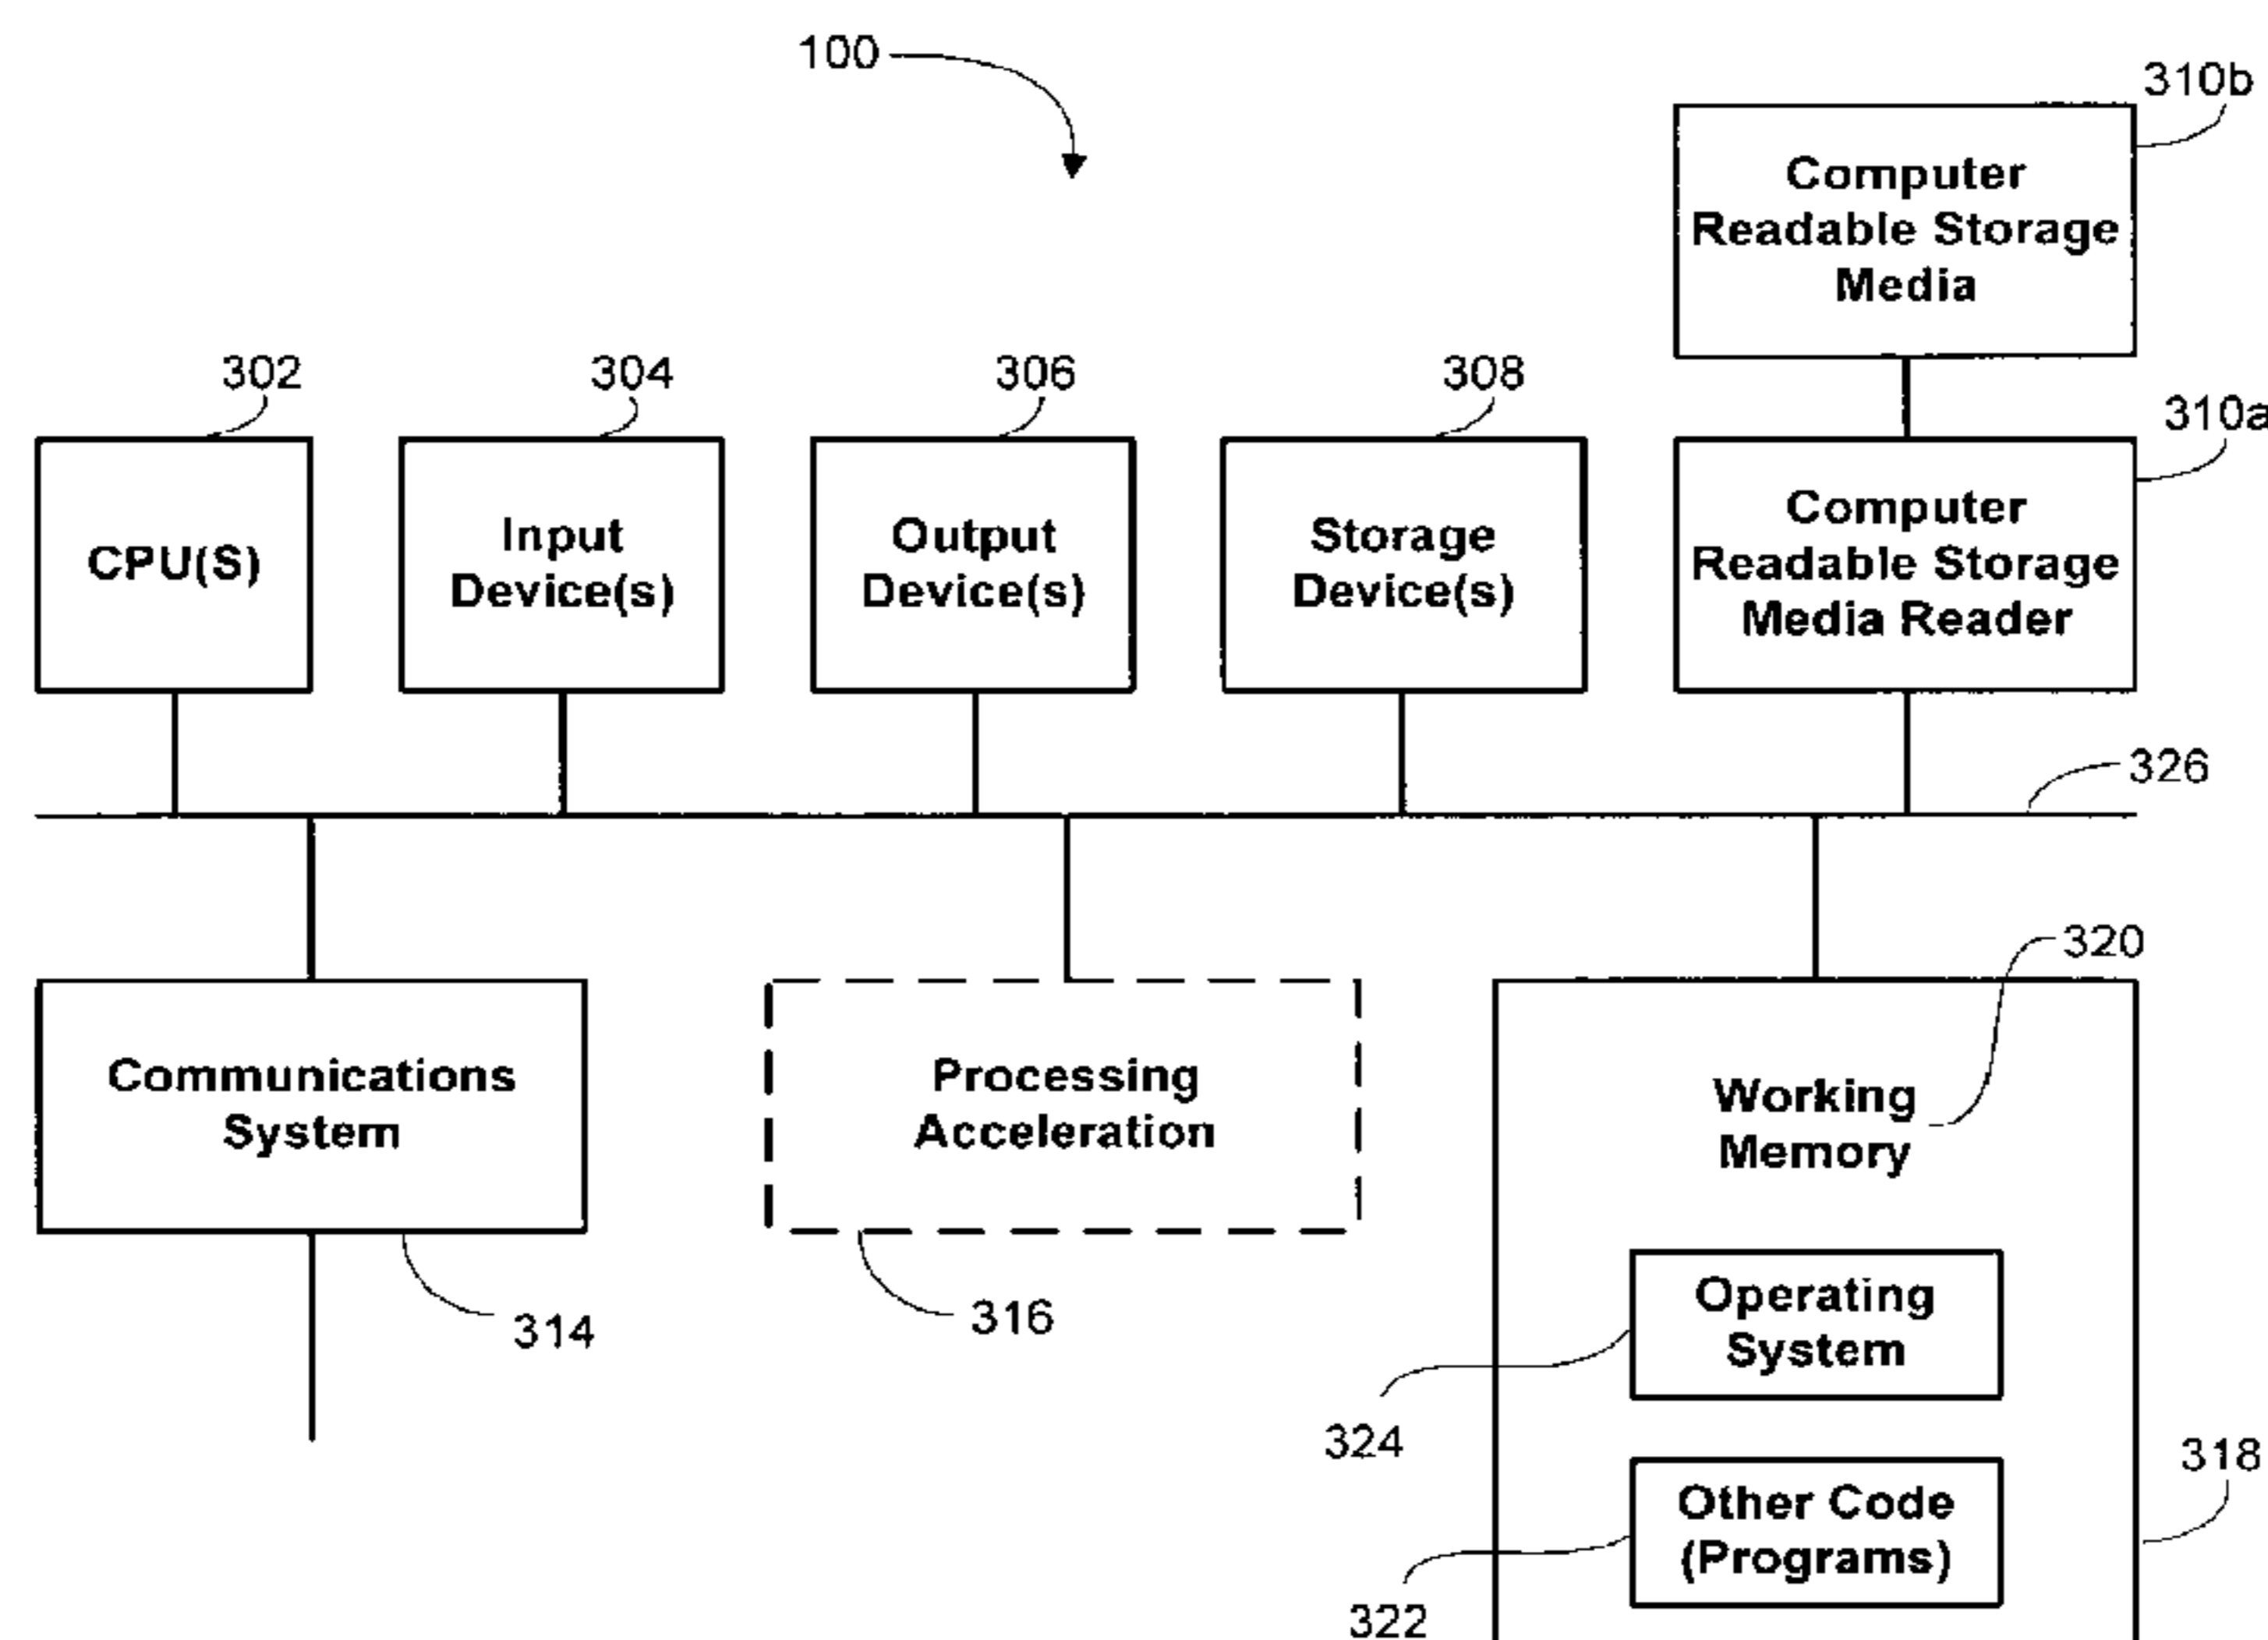 100
310b
Computer
Readable Storage
Media
302
304
306
308
310a
CPU(S)
Input
Device(s)
Output
Device(s)
Storage
Device(s)
Computer
Readable Storage
Media Reader
326
320
Communications
System
Processing
Acceleration
Working
Memory
314
316
Operating
System
324
318
Other Code
(Programs)
322